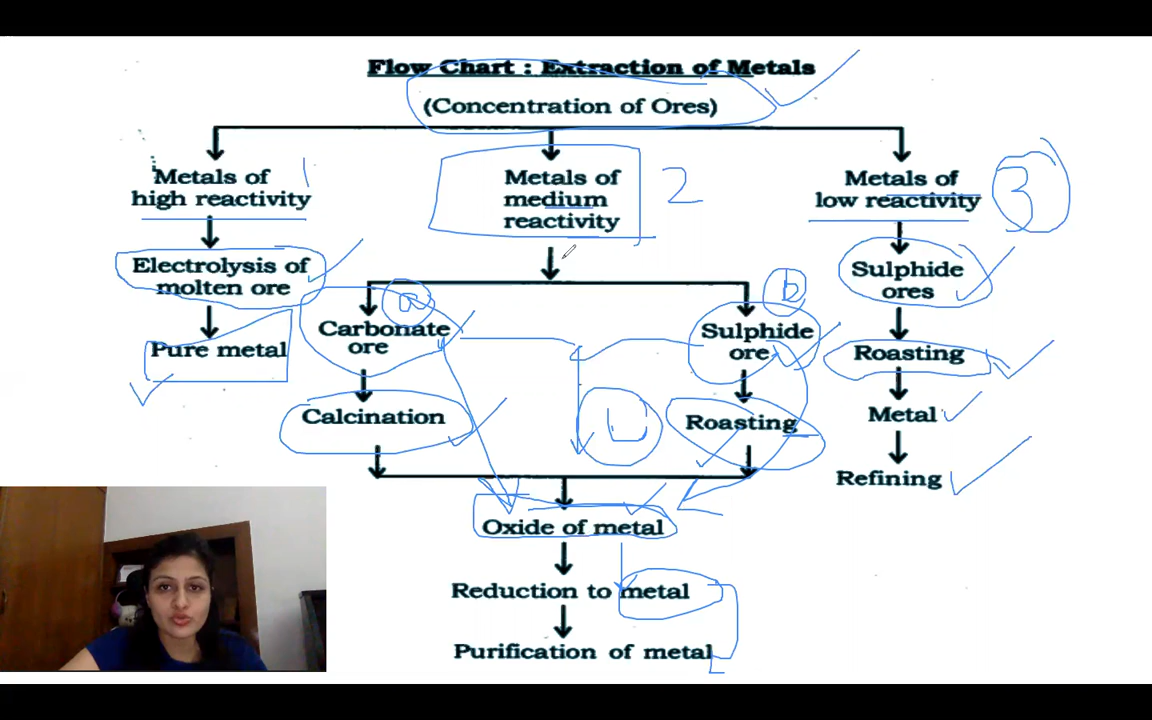 Flow Chart : Extraction of Metals
(Concentration of Ores)
Metals of
high reactivity
1
Metals of
medium
reactivity
2
Metals of
low reactivity
3
Electrolysis of
molten ore
Pure metal
a
Carbonate
ore
Calcination
b
Sulphide
ore
Roasting
Sulphide
ores
Roasting
Metal
Refining
Oxide of metal
Reduction to metal
Purification of metal